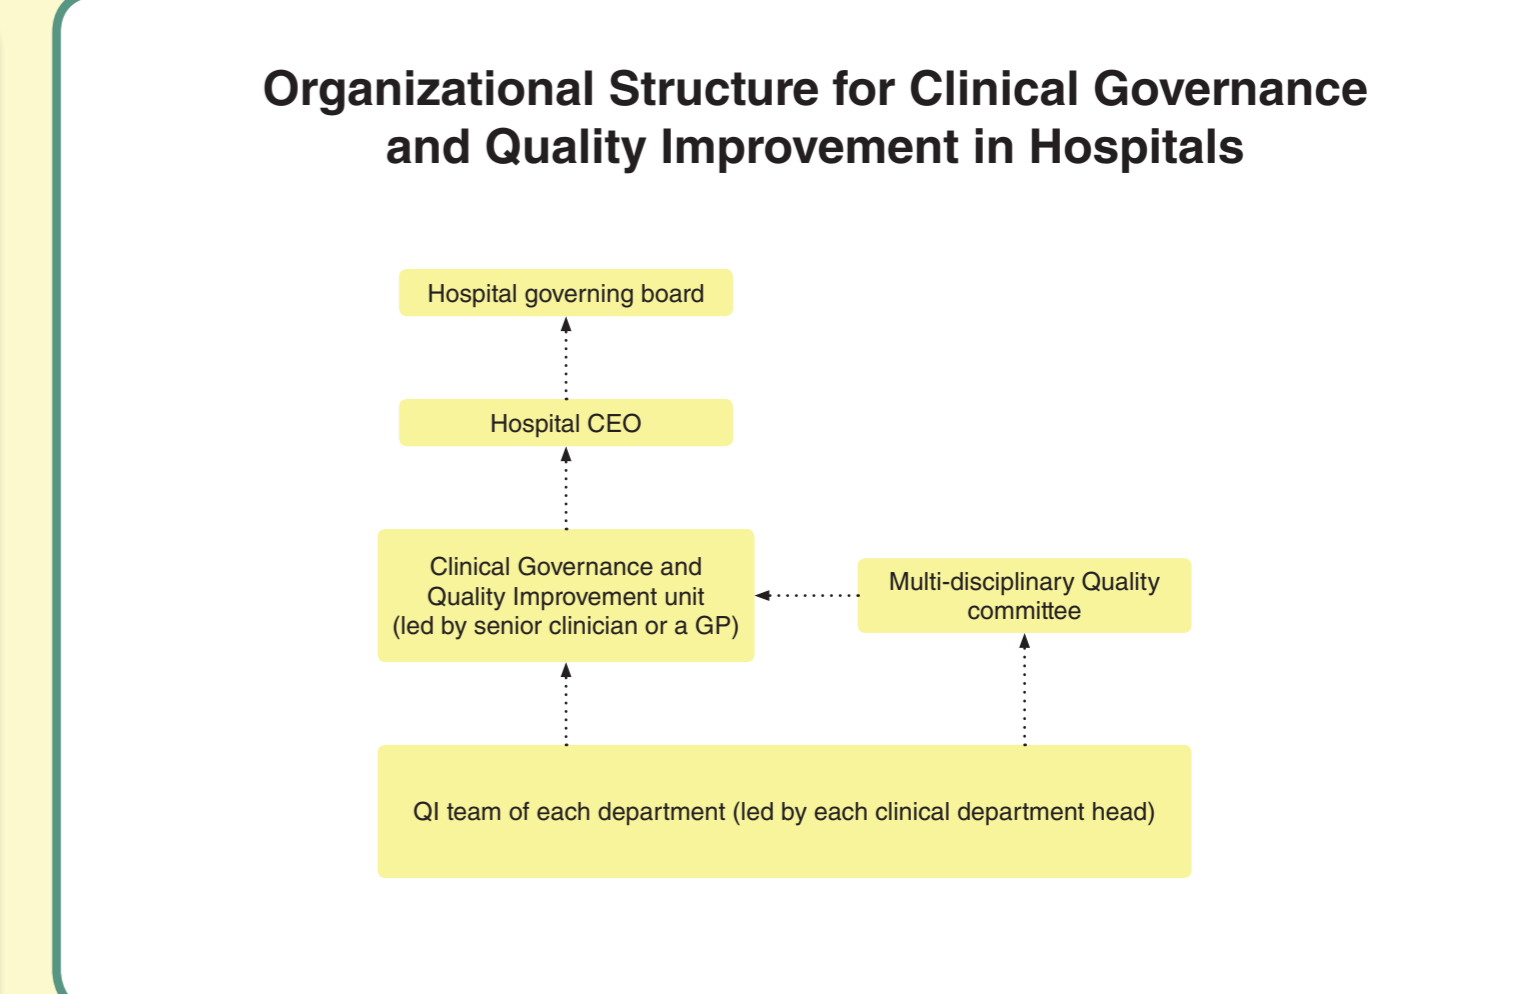 Organizational Structure for Clinical Governance
and Quality Improvement in Hospitals
Hospital governing board
Hospital CEO
Clinical Governance and
Quality Improvement unit
(led by senior clinician or a GP)
Multi-disciplinary Quality
committee
QI team of each department (led by each clinical department head)